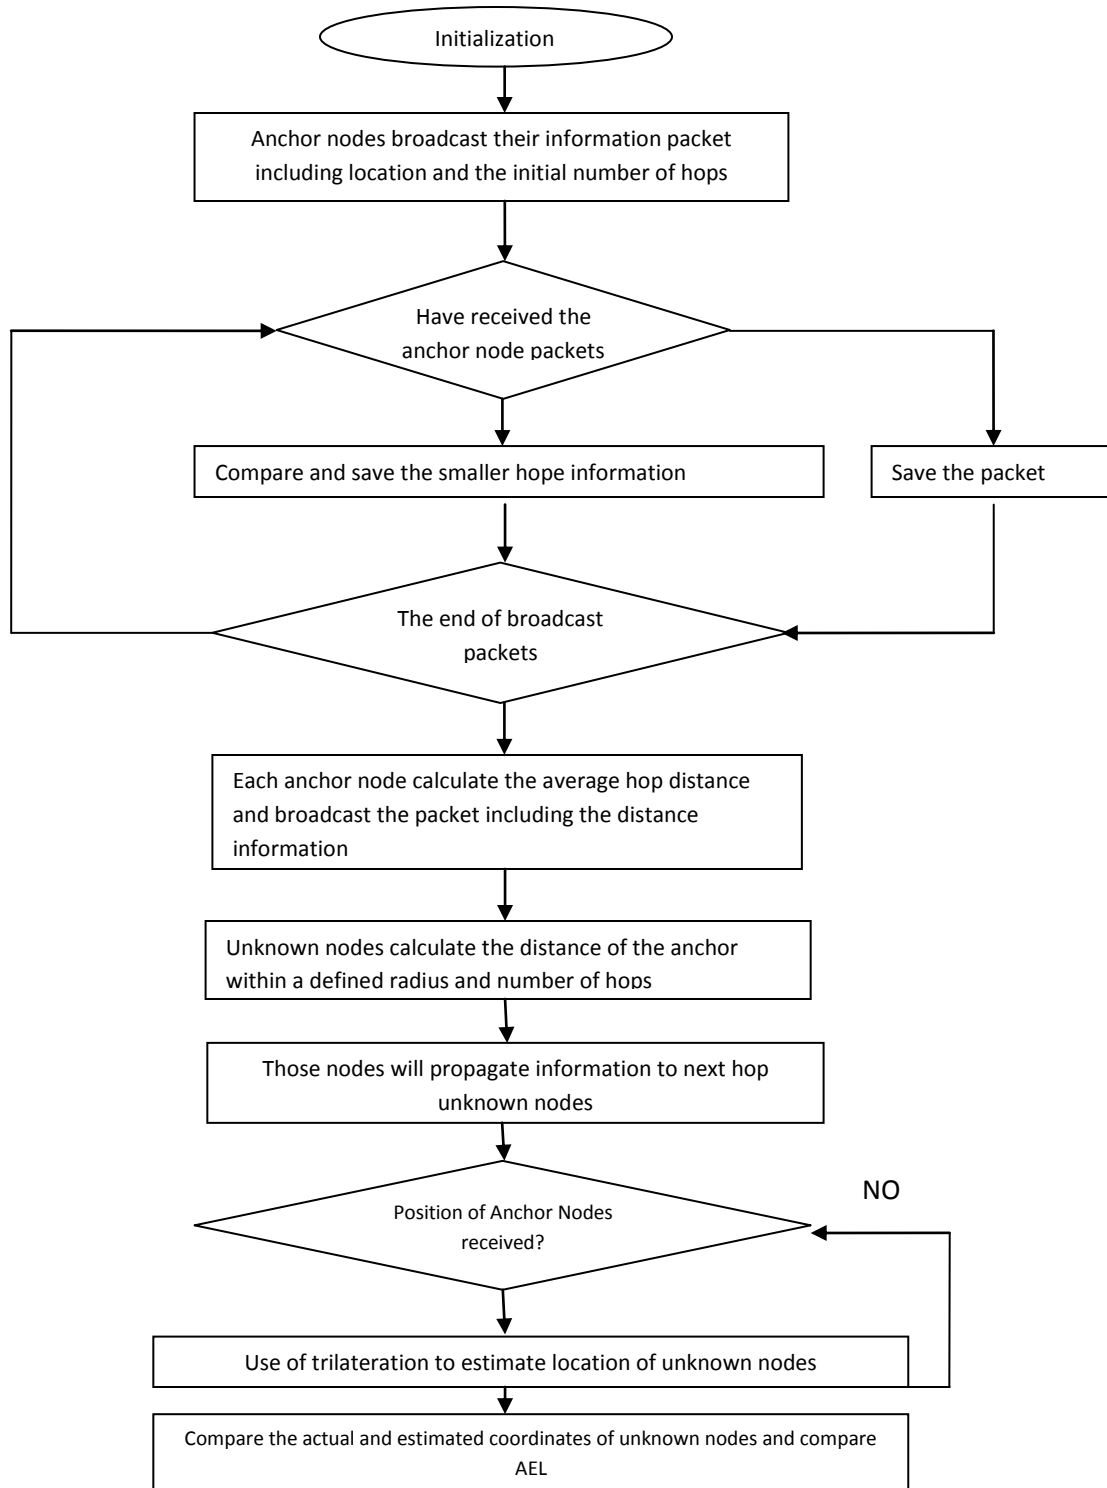 Initialization
Anchor nodes broadcast their information packet
including location and the initial number of hops
Have received the
anchor node packets
Compare and save the smaller hope information
Save the packet
The end of broadcast
packets
Each anchor node calculate the average hop distance
and broadcast the packet including the distance
information
Unknown nodes calculate the distance of the anchor
within a defined radius and number of hops
Those nodes will propagate information to next hop
unknown nodes
NO
Position of Anchor Nodes
received?
Use of trilateration to estimate location of unknown nodes
Compare the actual and estimated coordinates of unknown nodes and compare
AEL